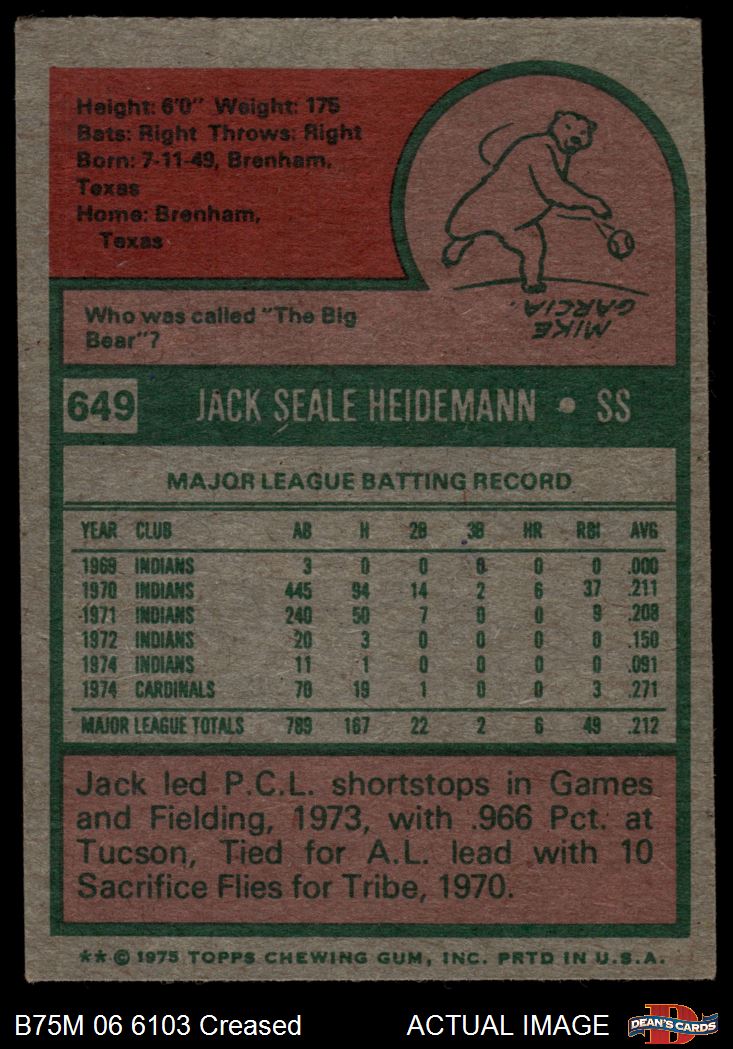 Height: 6'0" Weight: 175
Bats: Right Throws: Right
Born: 7-11-49, Brenham,
Texas
Home: Brenham,
Texas
MIKE
GARCIA.
Who was called "The Big
Bear"?
649 JACK SEALE HEIDEMANN • SS
MAJOR LEAGUE BATTING RECORD
YEAR CLUB AB H 2B 3B HR RBI AVG
1969 INDIANS 3 0 0 0 0 0 .000
1970 INDIANS 445 94 14 2 6 37 .211
1971 INDIANS 240 50 7 0 0 9 .208
1972 INDIANS 20 3 0 0 0 0 .150
1974 INDIANS 11 1 0 0 0 0 .091
1974 CARDINALS 70 19 1 0 0 3 .271
MAJOR LEAGUE TOTALS 789 167 22 2 6 49 .212
Jack led P.C.L. shortstops in Games
and Fielding, 1973, with .966 Pct. at
Tucson, Tied for A.L. lead with 10
Sacrifice Flies for Tribe, 1970.
** © 1975 TOPPS CHEWING GUM, INC. PRTD IN U.S.A.
B75M 06 6103 Creased ACTUAL IMAGE
DEAN'S CARDS